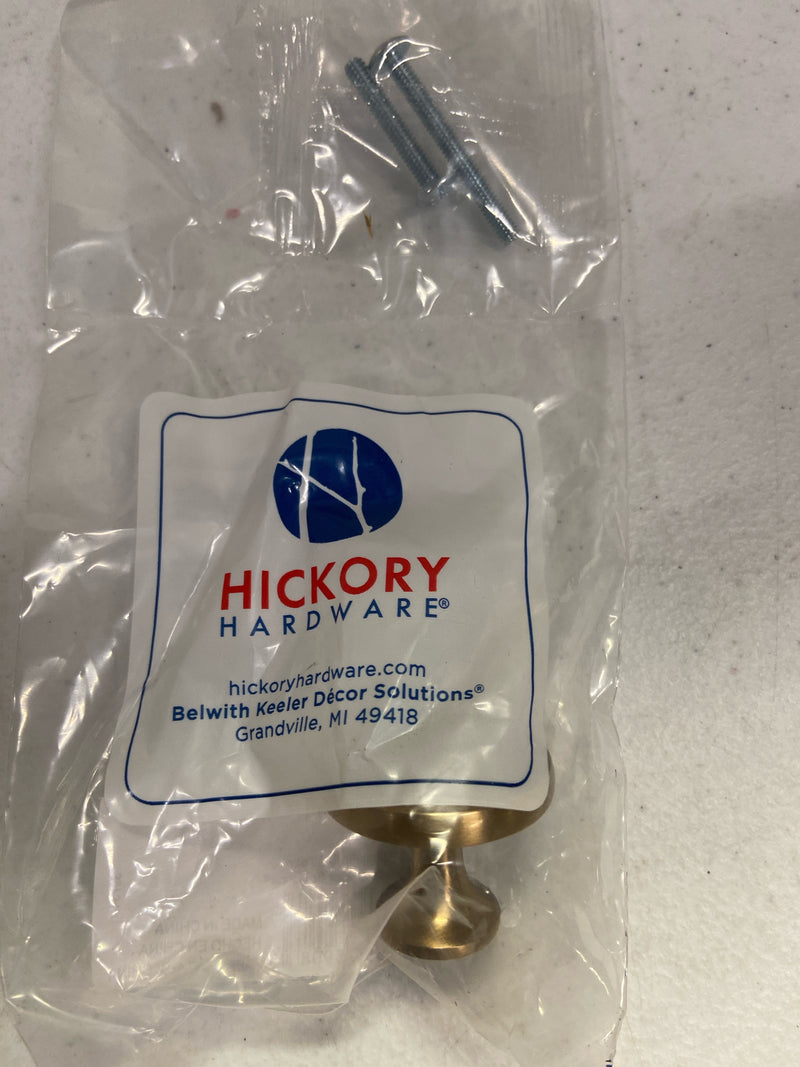 HICKORY
HARDWARE®
hickoryhardware.com
Belwith Keeler Décor Solutions®
Grandville, MI 49418